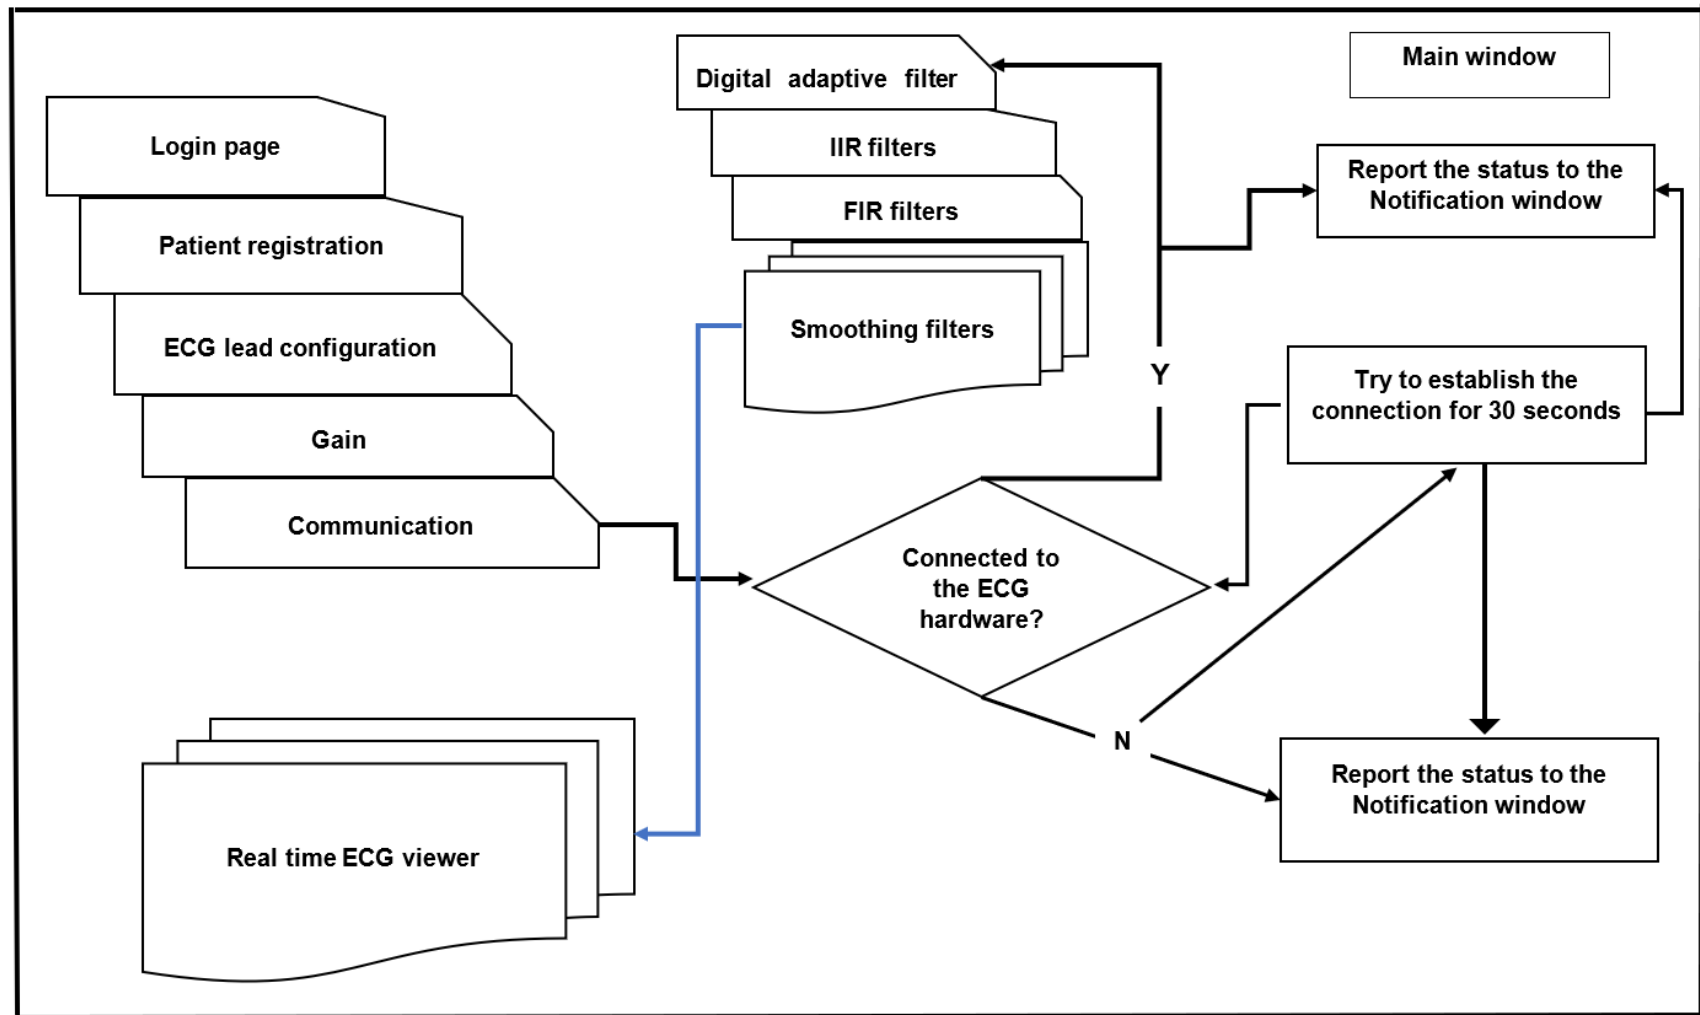 Main window
Digital adaptive filter
IIR filters
FIR filters
Smoothing filters
Login page
Patient registration
ECG lead configuration
Gain
Communication
Report the status to the
Notification window
Y
Try to establish the
connection for 30 seconds
Connected to
the ECG
hardware?
N
Report the status to the
Notification window
Real time ECG viewer